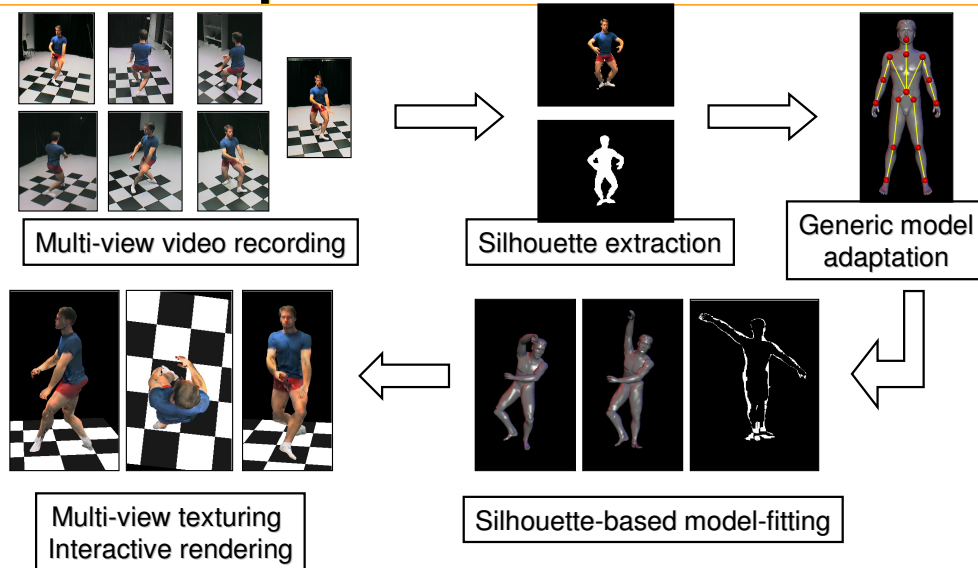 Multi-view video recording
Silhouette extraction
Generic model
adaptation
Silhouette-based model-fitting
Multi-view texturing
Interactive rendering